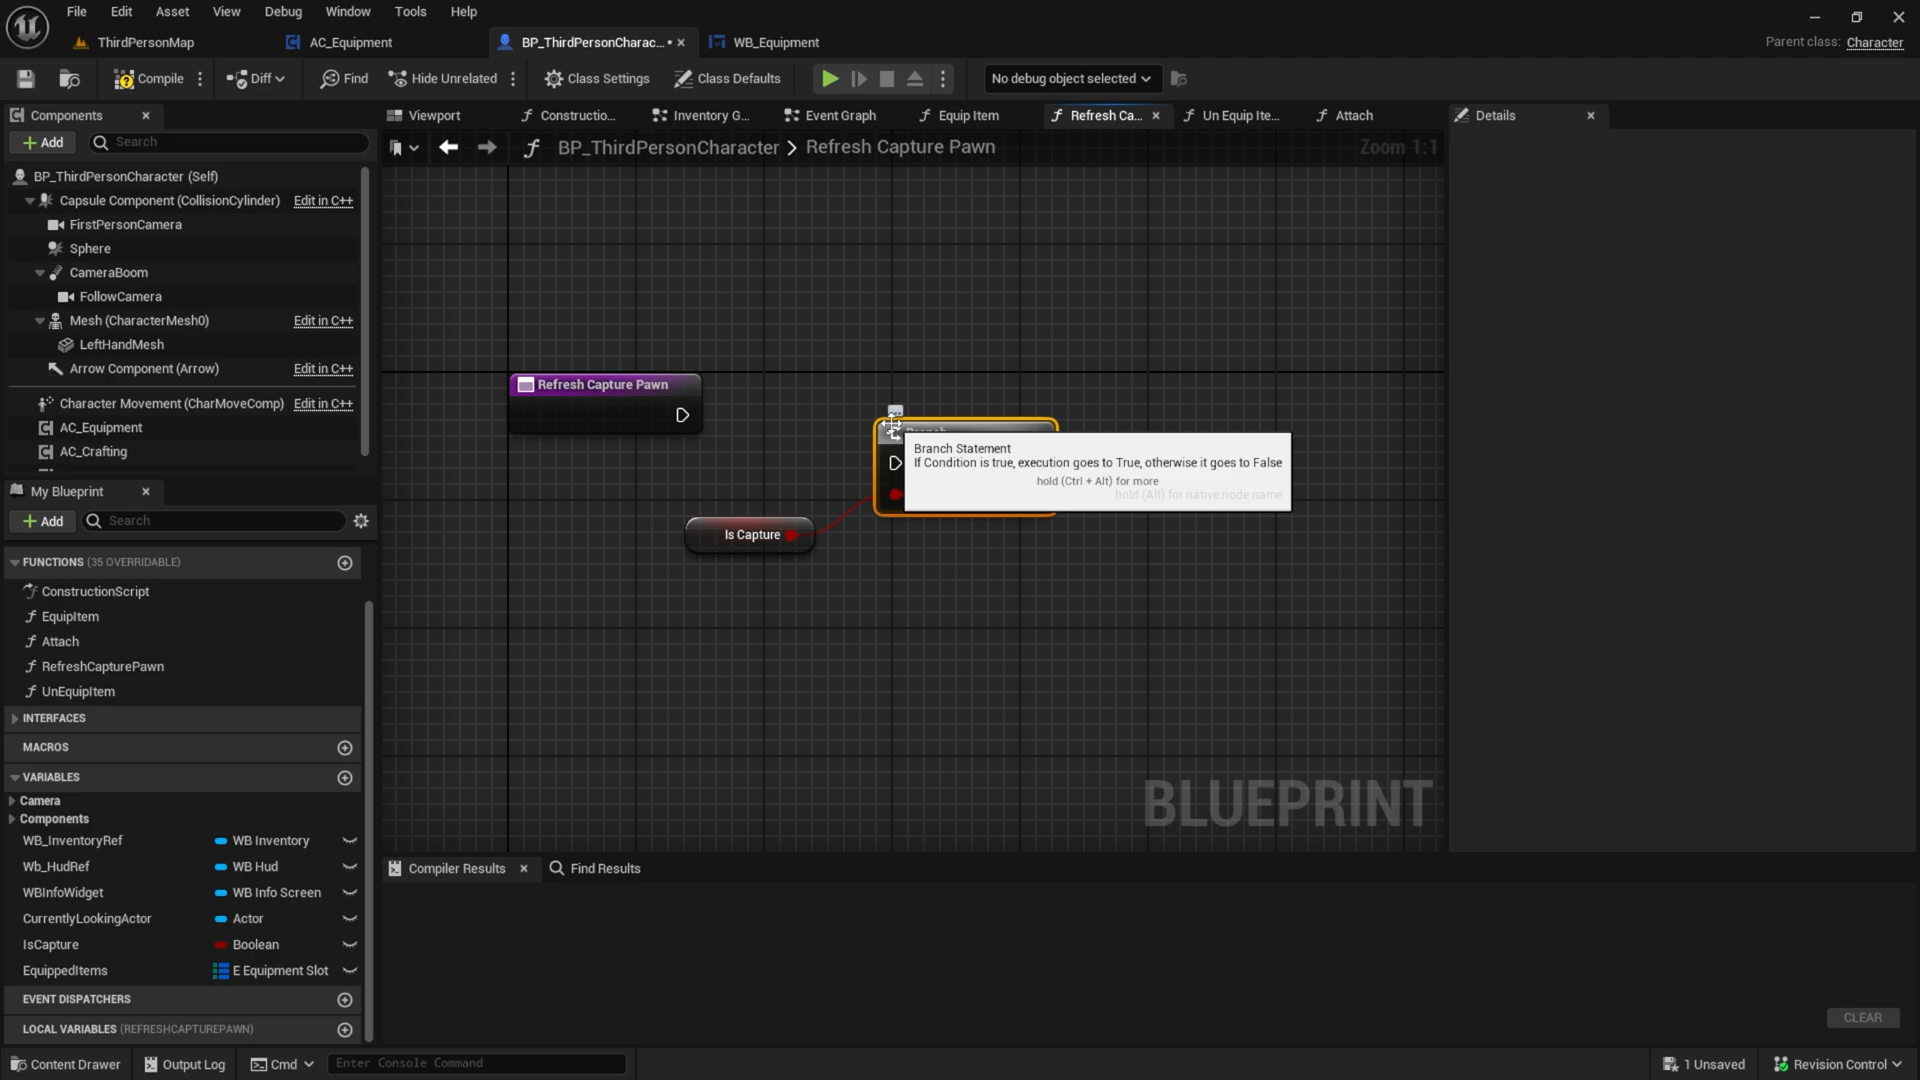 File Edit Asset View Debug Window Tools Help
ThirdPersonMap AC_Equipment BP_ThirdPersonCharac... • WB_Equipment
Parent class: Character
Compile Diff Find Hide Unrelated Class Settings Class Defaults No debug object selected
Components
Add Search
BP_ThirdPersonCharacter (Self)
Capsule Component (CollisionCylinder) Edit in C++
FirstPersonCamera
Sphere
CameraBoom
FollowCamera
Mesh (CharacterMesh0) Edit in C++
LeftHandMesh
Arrow Component (Arrow) Edit in C++
Character Movement (CharMoveComp) Edit in C++
AC_Equipment
AC_Crafting
My Blueprint
Add Search
FUNCTIONS (35 OVERRIDABLE)
ConstructionScript
EquipItem
Attach
RefreshCapturePawn
UnEquipItem
INTERFACES
MACROS
VARIABLES
Camera
Components
WB_InventoryRef WB Inventory
Wb_HudRef WB Hud
WBInfoWidget WB Info Screen
CurrentlyLookingActor Actor
IsCapture Boolean
EquippedItems E Equipment Slot
EVENT DISPATCHERS
LOCAL VARIABLES (REFRESHCAPTUREPAWN)
Viewport Constructio... Inventory G... Event Graph Equip Item Refresh Ca... Un Equip Ite... Attach
BP_ThirdPersonCharacter > Refresh Capture Pawn Zoom 1:1
Refresh Capture Pawn
Branch
Branch Statement
If Condition is true, execution goes to True, otherwise it goes to False
hold (Ctrl + Alt) for more
hold (Alt) for native node name
Is Capture
BLUEPRINT
Compiler Results Find Results
CLEAR
Details
Content Drawer Output Log Cmd Enter Console Command 1 Unsaved Revision Control